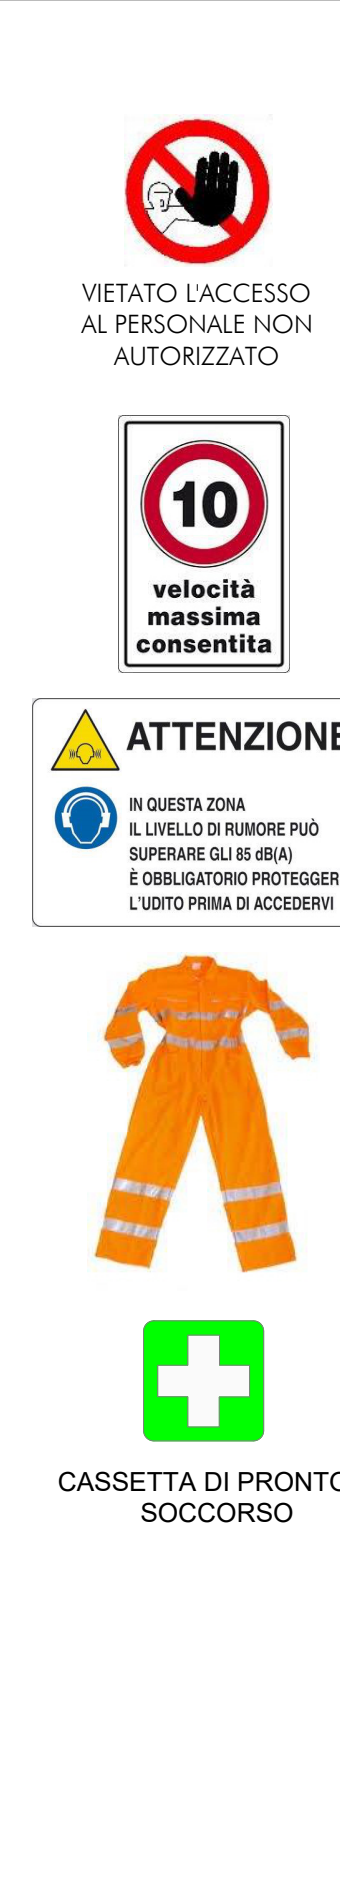 VIETATO L'ACCESSO
AL PERSONALE NON
AUTORIZZATO
10
velocità
massima
consentita
ATTENZIONE
IN QUESTA ZONA
IL LIVELLO DI RUMORE PUÒ
SUPERARE GLI 85 dB(A)
È OBBLIGATORIO PROTEGGER
L'UDITO PRIMA DI ACCEDERVI
CASSETTA DI PRONTO
SOCCORSO